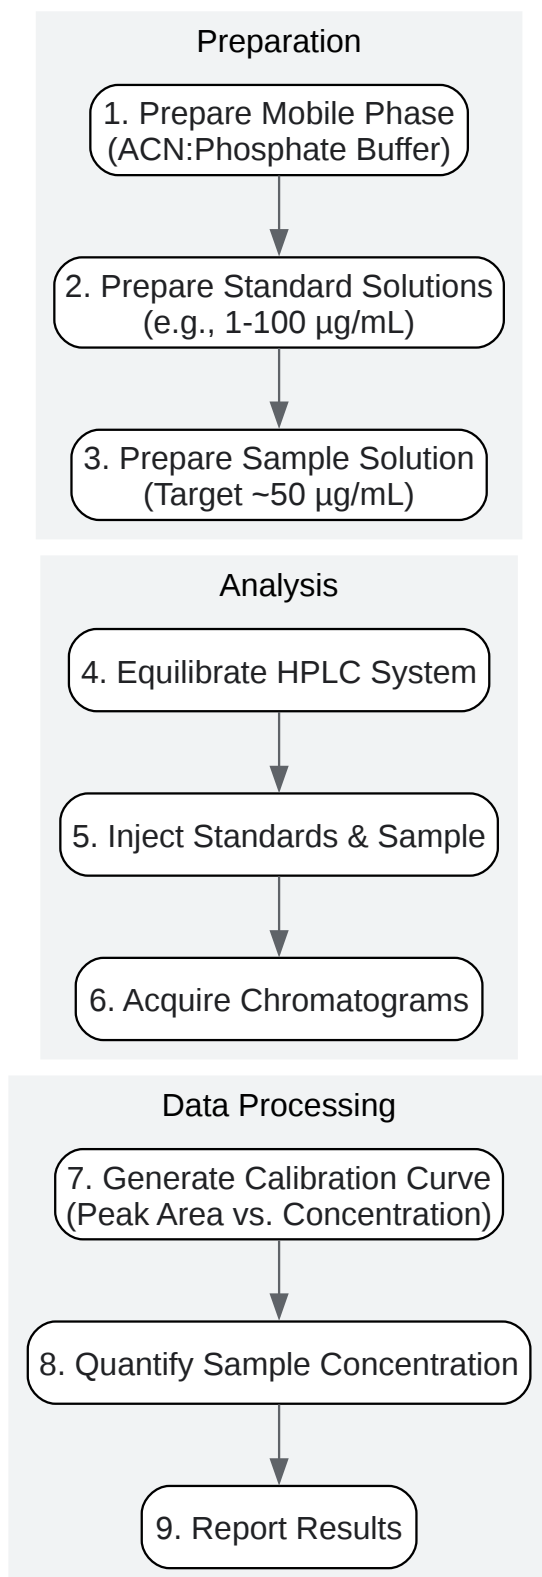 Preparation
1. Prepare Mobile Phase
(ACN:Phosphate Buffer)
2. Prepare Standard Solutions
(e.g., 1-100 µg/mL)
3. Prepare Sample Solution
(Target ~50 µg/mL)
Analysis
4. Equilibrate HPLC System
5. Inject Standards & Sample
6. Acquire Chromatograms
Data Processing
7. Generate Calibration Curve
(Peak Area vs. Concentration)
8. Quantify Sample Concentration
9. Report Results